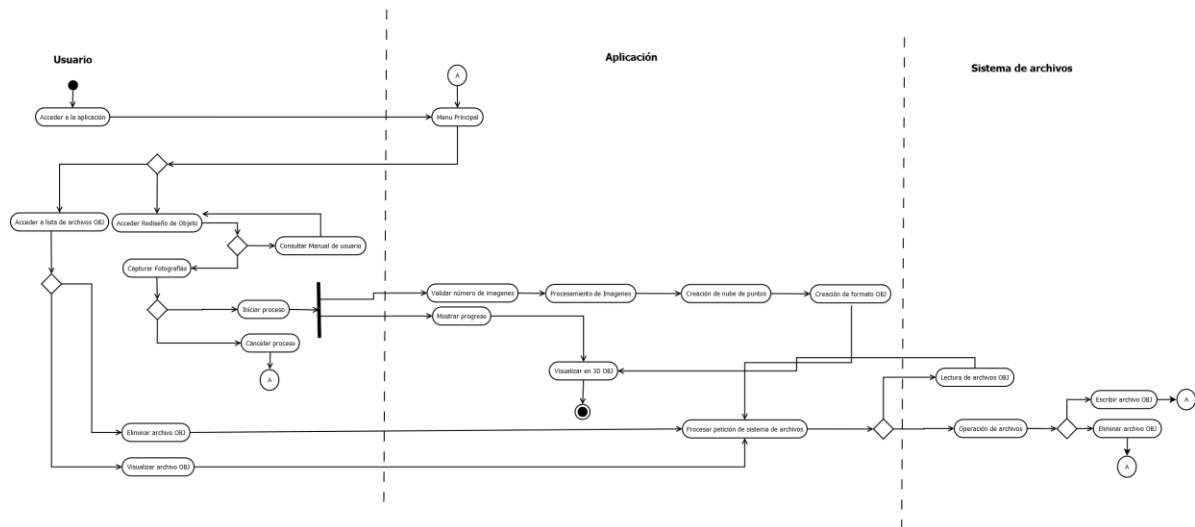 Usuario
Aplicación
Sistema de archivos
A
Acceder a la aplicación
Menu Principal
Acceder a lista de archivos OBJ
Acceder Rediseño de Objeto
Consultar Manual de usuario
Capturar Fotografías
Iniciar proceso
Validar número de imagenes
Procesamiento de Imagenes
Creación de nube de puntos
Creación de formato OBJ
Mostrar progreso
Cancelar proceso
A
Visualizar en 3D OBJ
Lectura de archivos OBJ
Escribir archivo OBJ
A
Eliminar archivo OBJ
Procesar petición de sistema de archivos
Operación de archivos
Eliminar archivo OBJ
Visualizar archivo OBJ
A